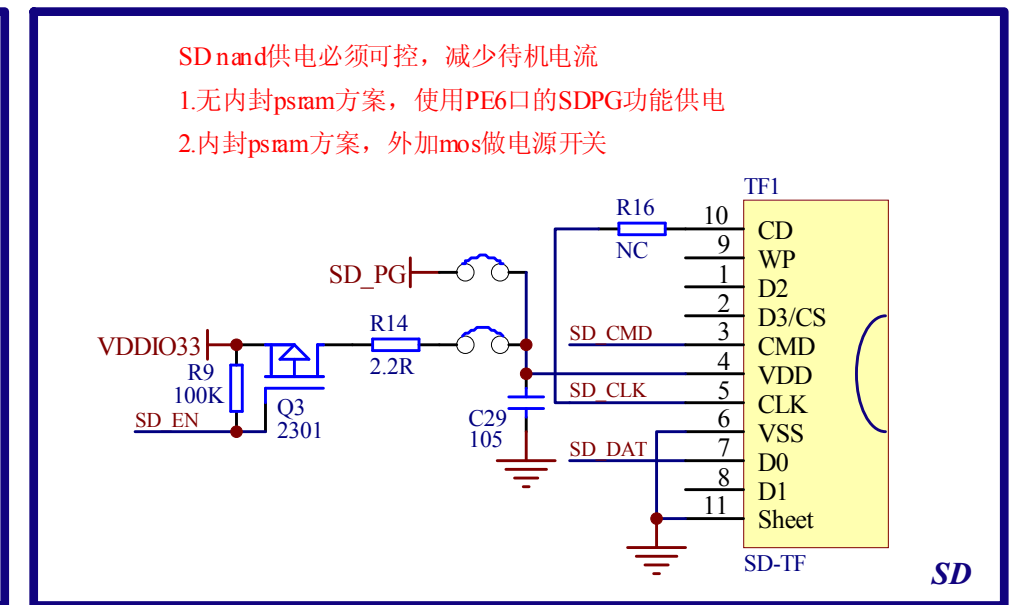 SD nand供电必须可控，减少待机电流
1.无内封psram方案，使用PE6口的SDPG功能供电
2.内封psram方案，外加mos做电源开关
TF1
R16
NC
10
CD
9
WP
1
D2
2
D3/CS
SD_CMD
3
CMD
4
VDD
SD_CLK
5
CLK
6
VSS
SD_DAT
7
D0
8
D1
11
Sheet
SD-TF
SD_PG
R14
2.2R
VDDIO33
R9
100K
SD_EN
Q3
2301
C29
105
SD